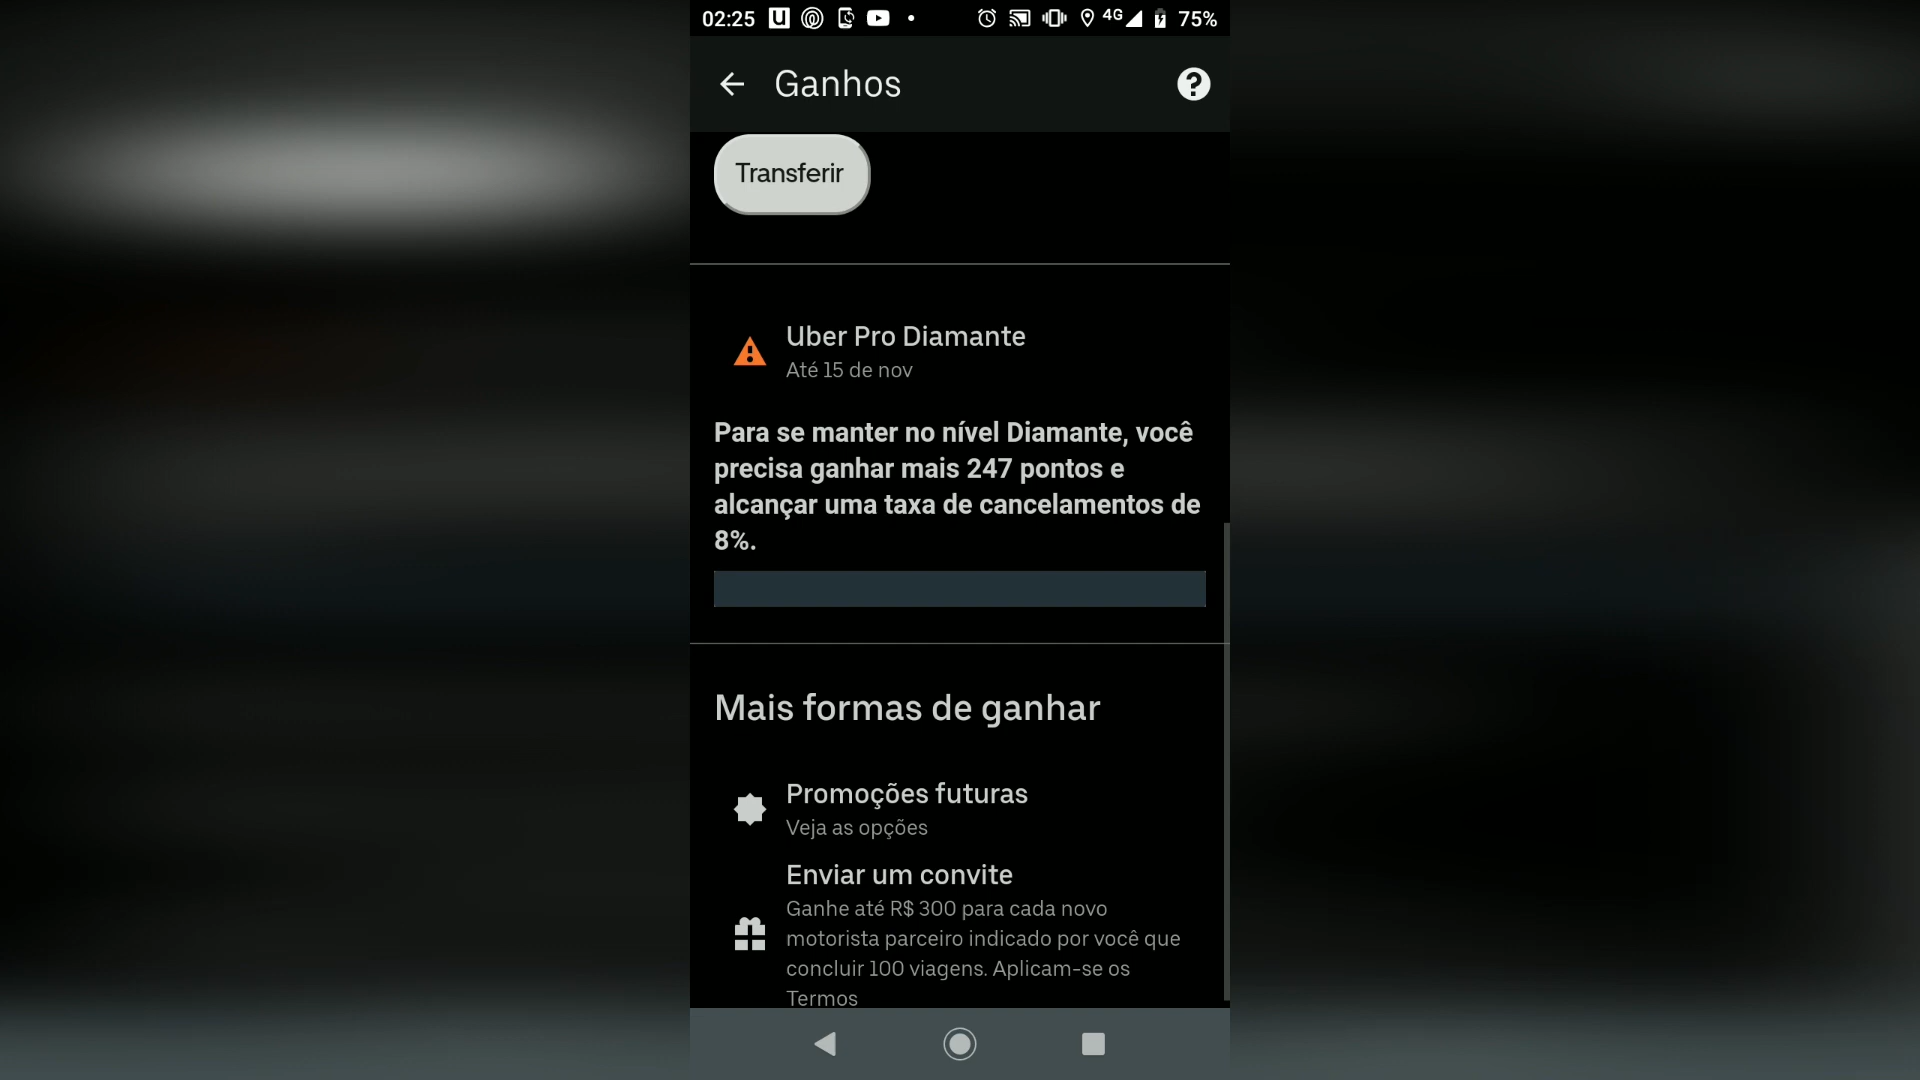 02:25
4G
75%
Ganhos
Transferir
Uber Pro Diamante
Até 15 de nov
Para se manter no nível Diamante, você
precisa ganhar mais 247 pontos e
alcançar uma taxa de cancelamentos de
8%.
Mais formas de ganhar
Promoções futuras
Veja as opções
Enviar um convite
Ganhe até R$ 300 para cada novo
motorista parceiro indicado por você que
concluir 100 viagens. Aplicam-se os
Termos